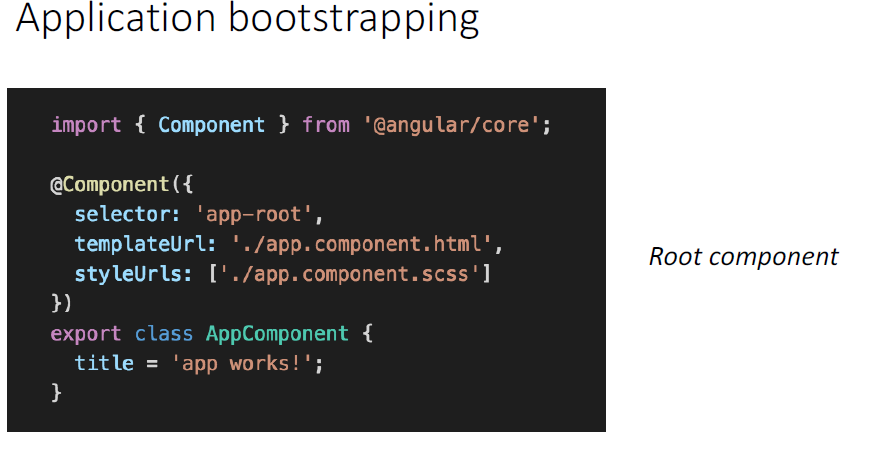 Application bootstrapping
import { Component } from '@angular/core';
@Component({
  selector: 'app-root',
  templateUrl: './app.component.html',
  styleUrls: ['./app.component.scss']
})
export class AppComponent {
  title = 'app works!';
}
Root component